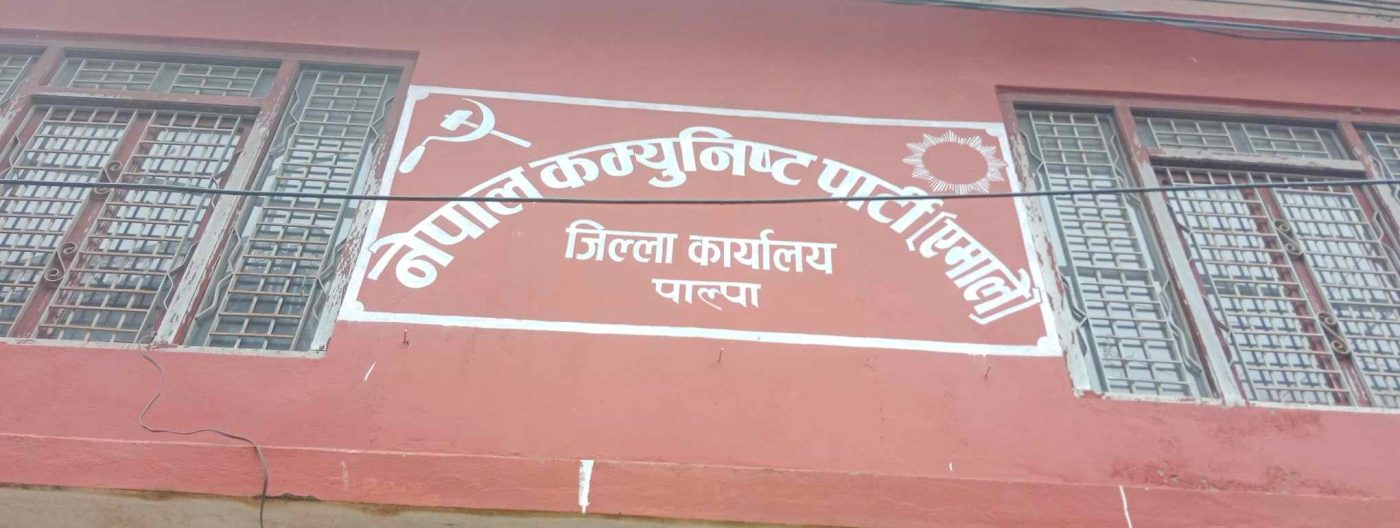 नेपाल कम्युनिष्ट पार्टी (एमाले)
जिल्ला कार्यालय
पाल्पा